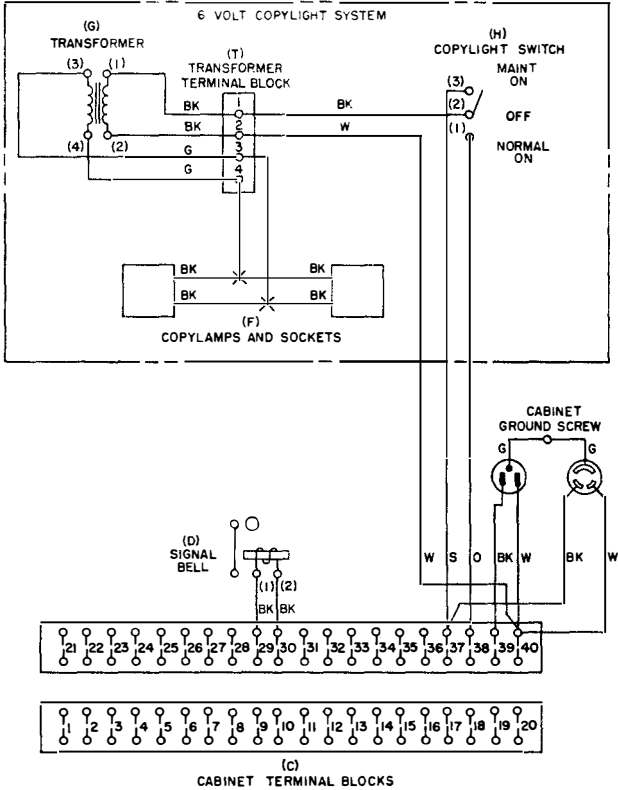 6 VOLT COPYLIGHT SYSTEM
(G)
TRANSFORMER
(3) (1)
(T)
TRANSFORMER
TERMINAL BLOCK
(H)
COPYLIGHT SWITCH
MAINT
ON
(3)
(2)
OFF
(1)
NORMAL
ON
BK
1
BK
BK
2
W
(4) (2)
G
3
G
4
BK BK
BK BK
(F)
COPYLAMPS AND SOCKETS
CABINET
GROUND SCREW
G G
(D)
SIGNAL
BELL
W S O BK W BK W
(1) (2)
BK BK
21 22 23 24 25 26 27 28 29 30 31 32 33 34 35 36 37 38 39 40
1 2 3 4 5 6 7 8 9 10 11 12 13 14 15 16 17 18 19 20
(C)
CABINET TERMINAL BLOCKS